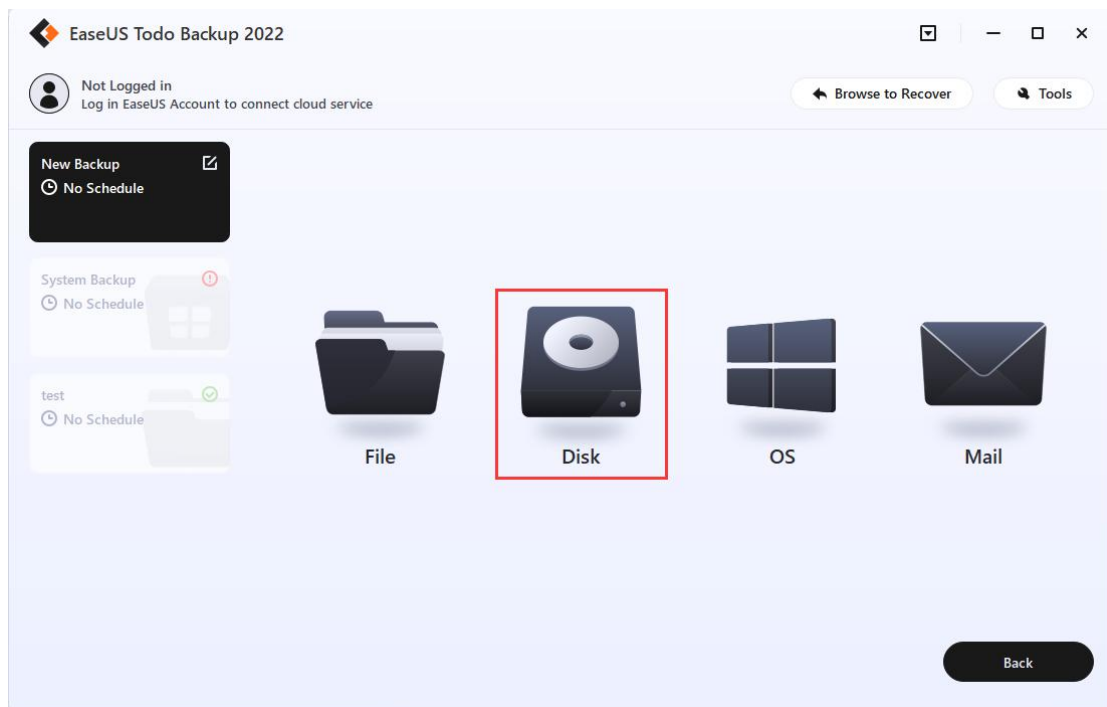 EaseUS Todo Backup 2022
Not Logged in
Log in EaseUS Account to connect cloud service
Browse to Recover
Tools
New Backup
No Schedule
System Backup
No Schedule
test
No Schedule
File
Disk
OS
Mail
Back